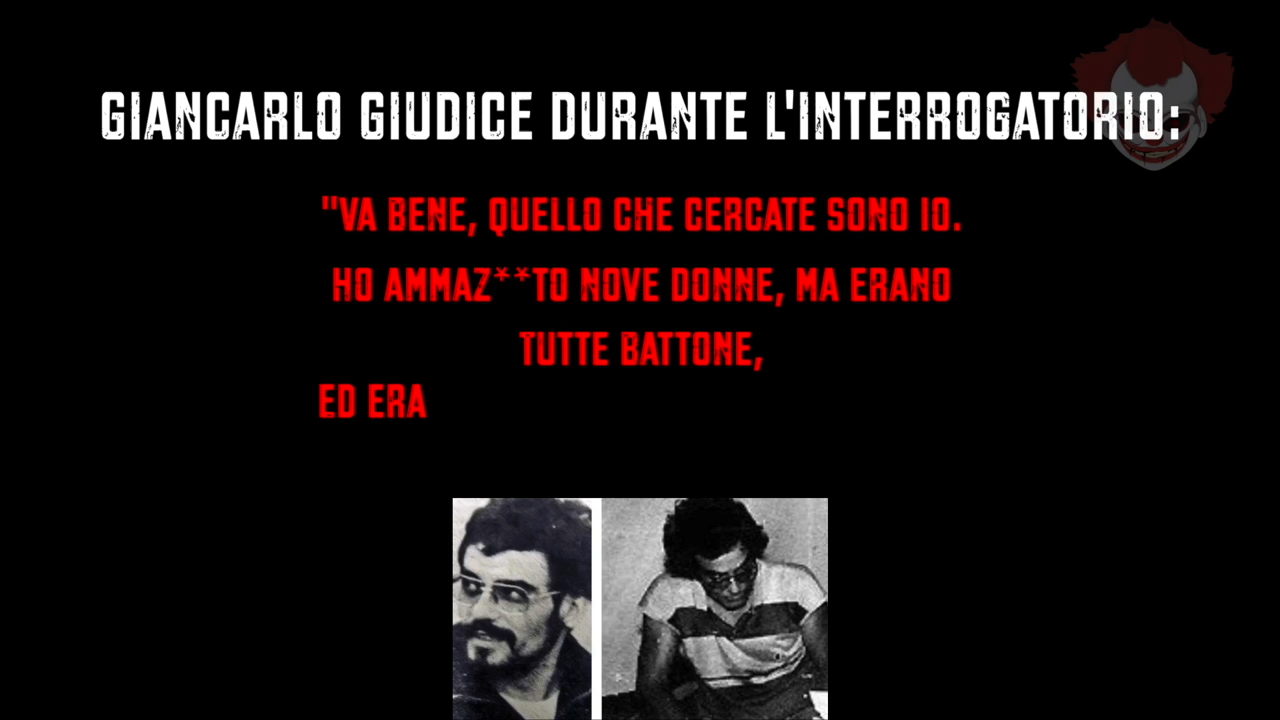 GIANCARLO GIUDICE DURANTE L'INTERROGATORIO:
"VA BENE, QUELLO CHE CERCATE SONO IO.
HO AMMAZ**TO NOVE DONNE, MA ERANO
TUTTE BATTONE,
ED ERA